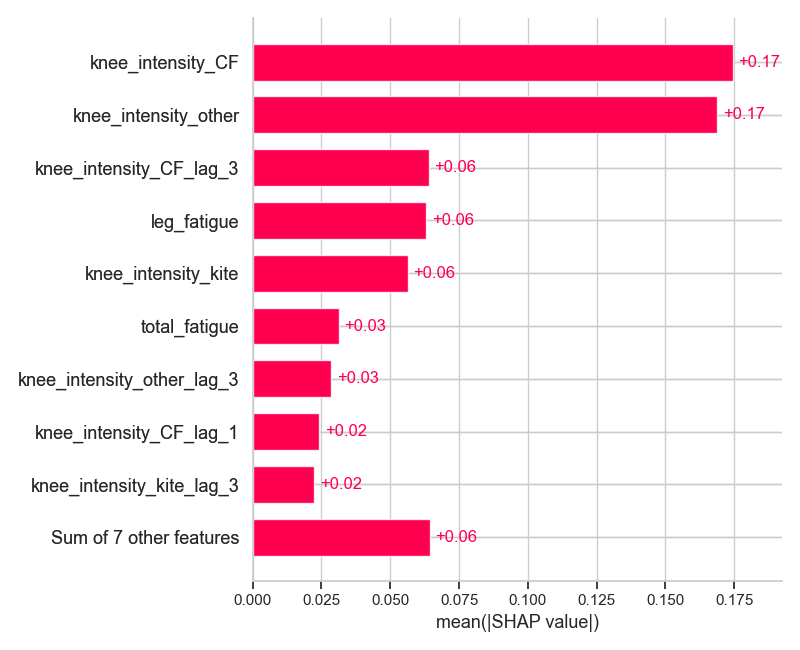 knee_intensity_CF +0.17
knee_intensity_other +0.17
knee_intensity_CF_lag_3 +0.06
leg_fatigue +0.06
knee_intensity_kite +0.06
total_fatigue +0.03
knee_intensity_other_lag_3 +0.03
knee_intensity_CF_lag_1 +0.02
knee_intensity_kite_lag_3 +0.02
Sum of 7 other features +0.06
0.000 0.025 0.050 0.075 0.100 0.125 0.150 0.175
mean(|SHAP value|)